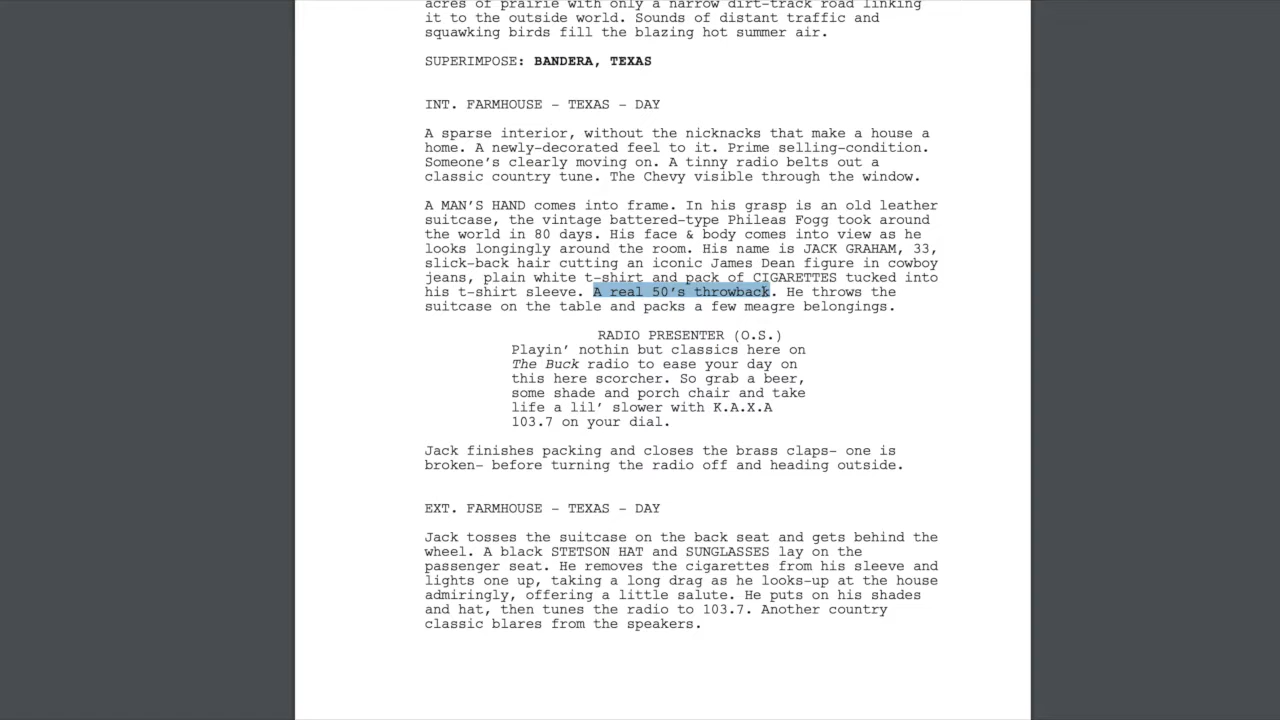 acres of prairie with only a narrow dirt-track road linking
it to the outside world. Sounds of distant traffic and
squawking birds fill the blazing hot summer air.
SUPERIMPOSE: BANDERA, TEXAS
INT. FARMHOUSE – TEXAS – DAY
A sparse interior, without the nicknacks that make a house a
home. A newly-decorated feel to it. Prime selling-condition.
Someone's clearly moving on. A tinny radio belts out a
classic country tune. The Chevy visible through the window.
A MAN'S HAND comes into frame. In his grasp is an old leather
suitcase, the vintage battered-type Phileas Fogg took around
the world in 80 days. His face & body comes into view as he
looks longingly around the room. His name is JACK GRAHAM, 33,
slick-back hair cutting an iconic James Dean figure in cowboy
jeans, plain white t-shirt and pack of CIGARETTES tucked into
his t-shirt sleeve. A real 50's throwback. He throws the
suitcase on the table and packs a few meagre belongings.
RADIO PRESENTER (O.S.)
Playin' nothin but classics here on
The Buck radio to ease your day on
this here scorcher. So grab a beer,
some shade and porch chair and take
life a lil' slower with K.A.X.A
103.7 on your dial.
Jack finishes packing and closes the brass claps- one is
broken- before turning the radio off and heading outside.
EXT. FARMHOUSE – TEXAS – DAY
Jack tosses the suitcase on the back seat and gets behind the
wheel. A black STETSON HAT and SUNGLASSES lay on the
passenger seat. He removes the cigarettes from his sleeve and
lights one up, taking a long drag as he looks-up at the house
admiringly, offering a little salute. He puts on his shades
and hat, then tunes the radio to 103.7. Another country
classic blares from the speakers.